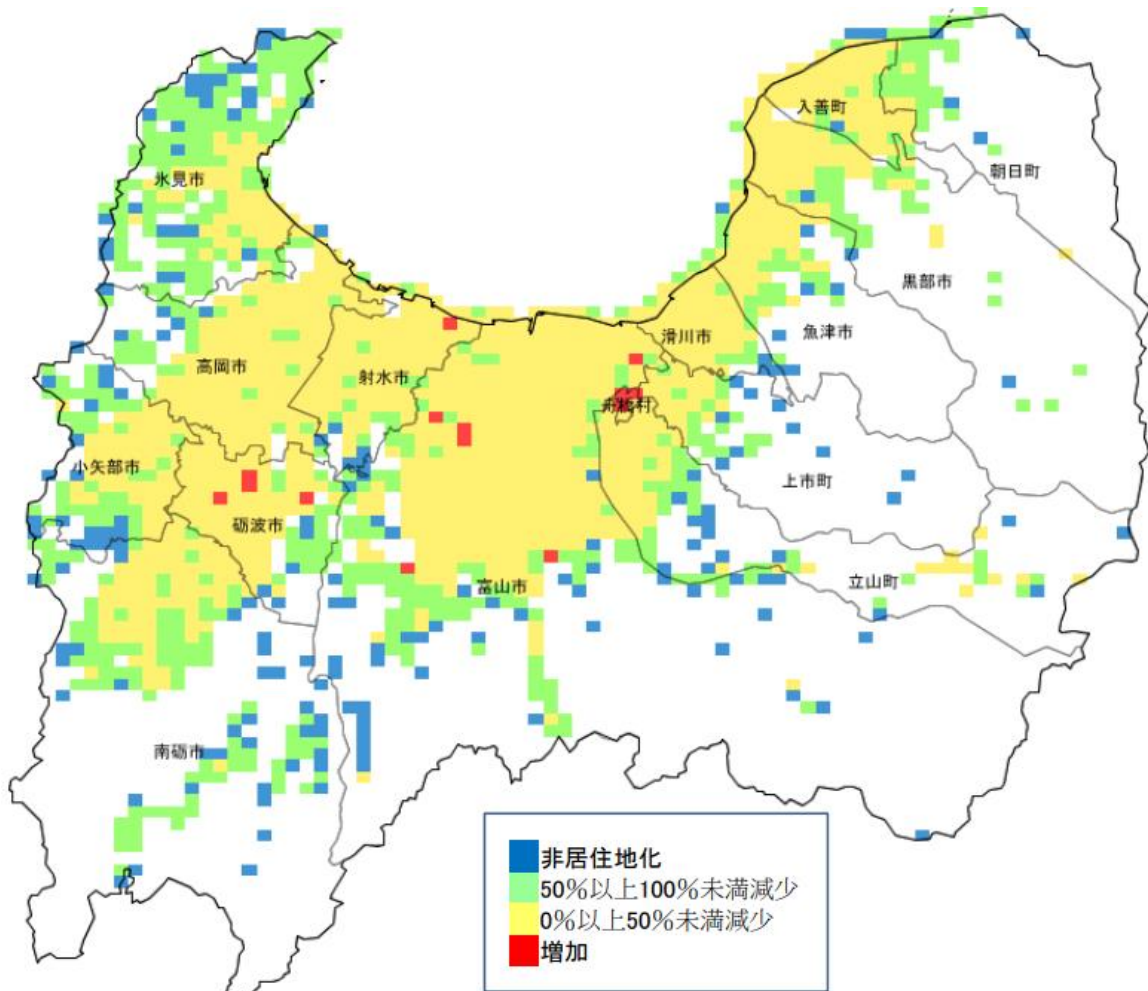 入善町
朝日町
氷見市
黒部市
魚津市
滑川市
高岡市
射水市
舟橋村
小矢部市
上市町
砺波市
富山市
立山町
南砺市
非居住地化
50%以上100%未満減少
0%以上50%未満減少
増加